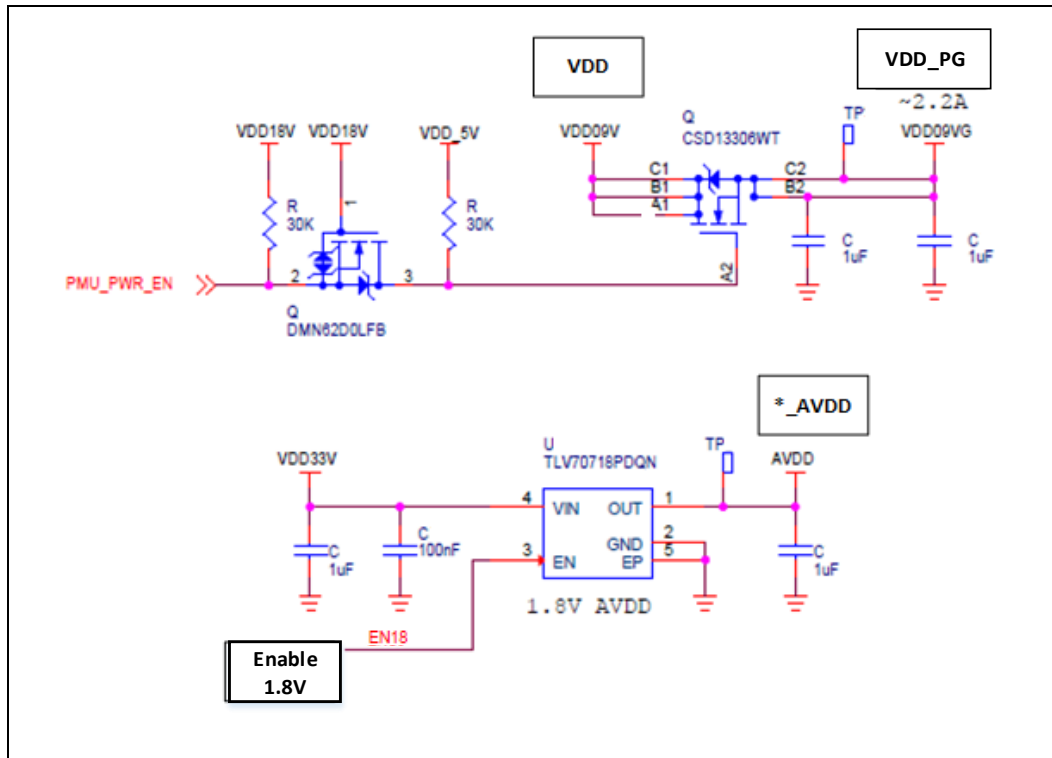 VDD
VDD_PG
~2.2A
VDD18V
VDD18V
VDD_5V
VDD09V
Q
CSD13306WT
TP
VDD09VG
R
30K
1
R
30K
C1
B1
A1
C2
B2
A2
C
1uF
C
1uF
PMU_PWR_EN
2
3
Q
DMN62D0LFB
*_AVDD
VDD33V
U
TLV70718PDQN
TP
AVDD
4
VIN
OUT
1
GND
2
3
EN
EP
5
C
1uF
C
100nF
C
1uF
1.8V AVDD
EN18
Enable
1.8V